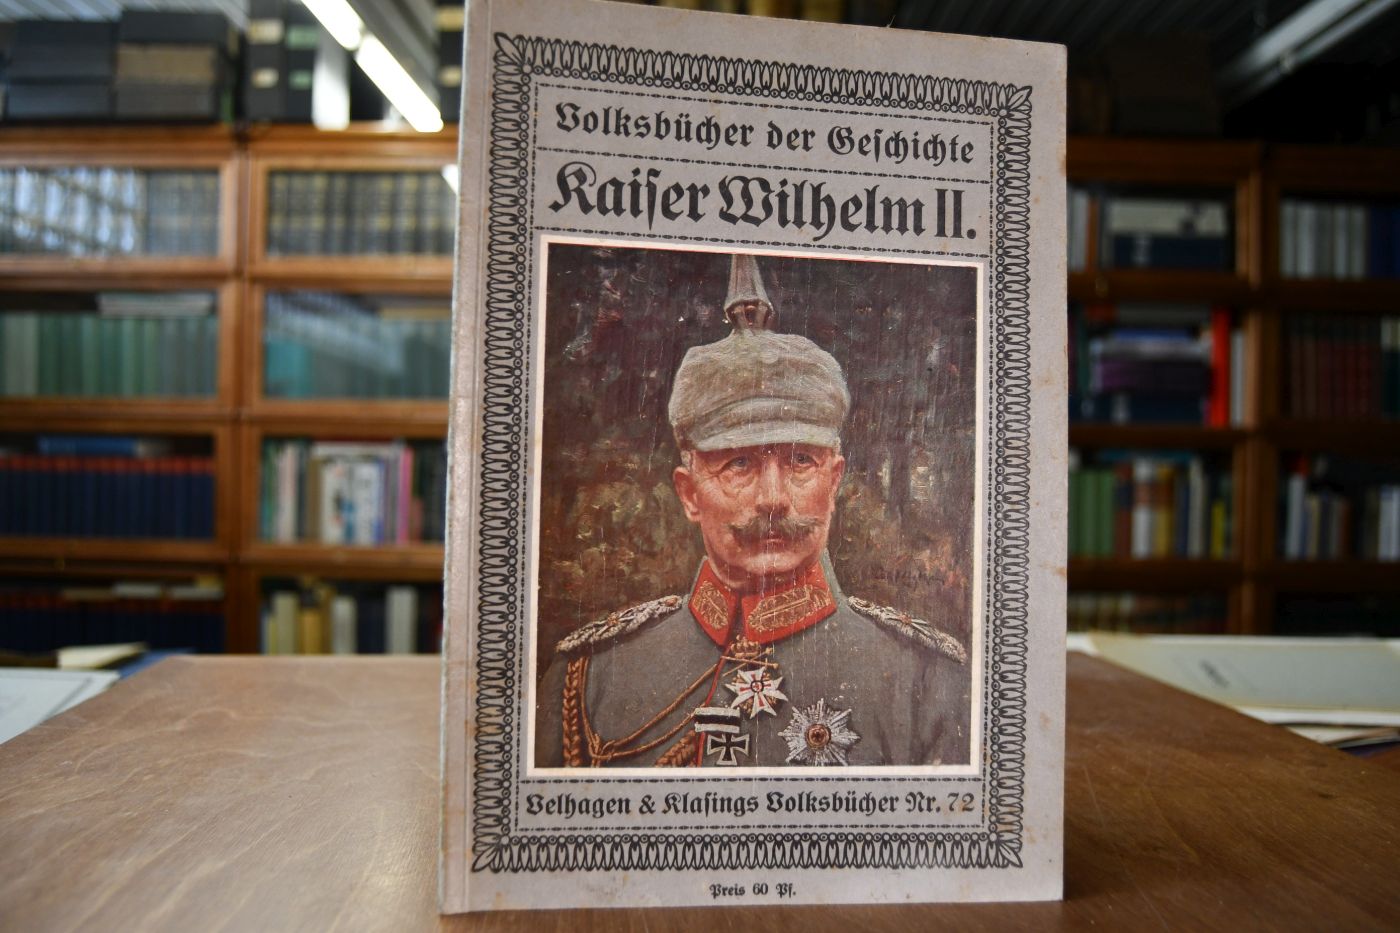 Volksbücher der Geſchichte
Kaiſer Wilhelm II.
Velhagen & Klaſings Volksbücher Nr. 72
Preis 60 Pf.